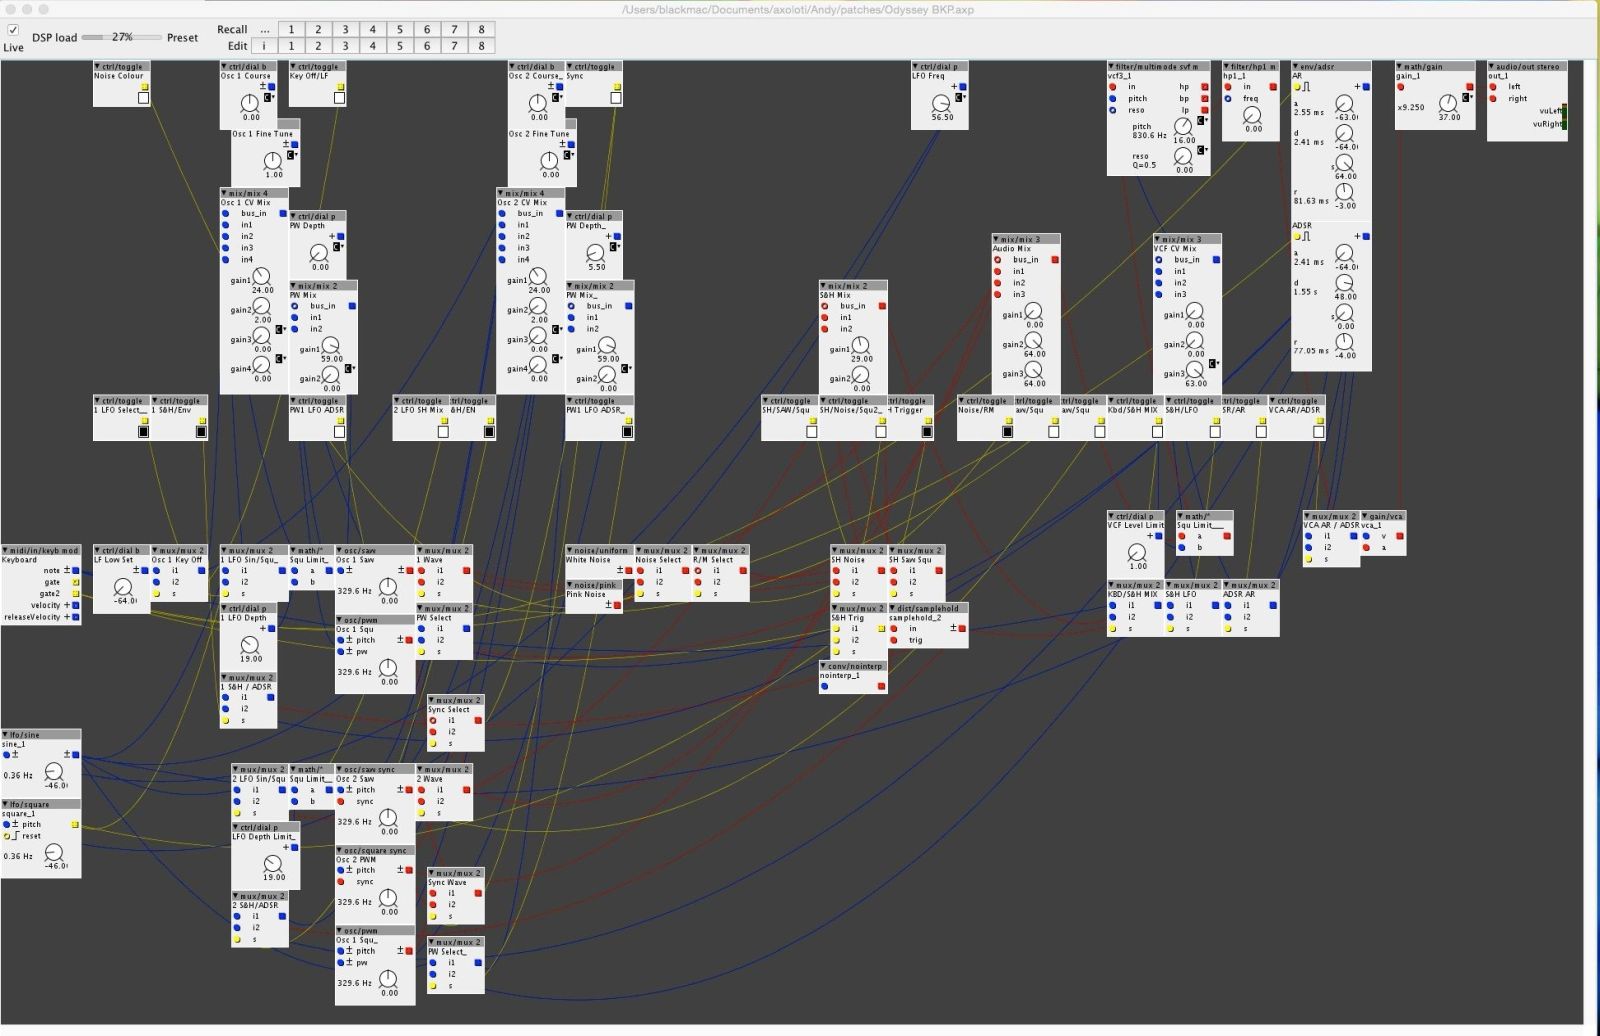 /Users/blackmac/Documents/axoloti/Andy/patches/Odyssey BKP.axp
Live
DSP load 27% Preset
Recall ... 1 2 3 4 5 6 7 8
Edit i 1 2 3 4 5 6 7 8
ctrl/toggle
Noise Colour
ctrl/dial b
Osc 1 Course
0.00
ctrl/toggle
Key Off/LF
Osc 1 Fine Tune
1.00
ctrl/dial b
Osc 2 Course_
0.00
ctrl/toggle
Sync
Osc 2 Fine Tune
0.00
ctrl/dial p
LFO Freq
56.50
filter/multimode svf m
vcf3_1
in hp
pitch bp
reso lp
pitch
830.6 Hz
16.00
reso
Q=0.5
0.00
filter/hp1 m
hp1_1
in
freq
0.00
env/adsr
AR
a
2.55 ms
-63.0
d
2.41 ms
-64.0
s
64.00
r
81.63 ms
-3.00
ADSR
a
2.41 ms
-64.0
d
1.55 s
48.00
s
0.00
r
77.05 ms
-4.00
math/gain
gain_1
x9.250
37.00
audio/out stereo
out_1
left
right
vuLeft
vuRight
mix/mix 4
Osc 1 CV Mix
bus_in
in1
in2
in3
in4
gain1
24.00
gain2
2.00
gain3
0.00
gain4
0.00
ctrl/dial p
PW Depth
0.00
mix/mix 2
PW Mix
bus_in
in1
in2
gain1
59.00
gain2
0.00
mix/mix 4
Osc 2 CV Mix
bus_in
in1
in2
in3
in4
gain1
24.00
gain2
2.00
gain3
0.00
gain4
0.00
ctrl/dial p
PW Depth_
5.50
mix/mix 2
PW Mix_
bus_in
in1
in2
gain1
59.00
gain2
0.00
mix/mix 2
S&H Mix
bus_in
in1
in2
gain1
29.00
gain2
0.00
mix/mix 3
Audio Mix
bus_in
in1
in2
in3
gain1
0.00
gain2
64.00
gain3
64.00
mix/mix 3
VCF CV Mix
bus_in
in1
in2
in3
gain1
0.00
gain2
0.00
gain3
63.00
ctrl/toggle
1 LFO Select__
ctrl/toggle
1 S&H/Env
ctrl/toggle
PW1 LFO ADSR
ctrl/toggle
2 LFO SH Mix
rl/toggle
&H/EN
ctrl/toggle
PW1 LFO ADSR_
ctrl/toggle
SH/SAW/Squ
ctrl/toggle
SH/Noise/Squ2_
rl/toggle
H Trigger
ctrl/toggle
Noise/RM
rl/toggle
aw/Squ
rl/toggle
aw/Squ
ctrl/toggle
Kbd/S&H MIX
ctrl/toggle
S&H/LFO
rl/toggle
SR/AR
ctrl/toggle
VCA AR/ADSR
ctrl/dial p
VCF Level Limit
1.00
math/*
Squ Limit___
a
b
mux/mux 2
VCA AR / ADSR
i1
i2
s
gain/vca
vca_1
v
a
midi/in/keyb mod
Keyboard
note
gate
gate2
velocity
releaseVelocity
ctrl/dial b
LF Low Set
-64.0
mux/mux 2
Osc 1 Key Off
i1
i2
s
mux/mux 2
1 LFO Sin/Squ_
i1
i2
s
math/*
Squ Limit_
a
b
osc/saw
Osc 1 Saw
329.6 Hz
0.00
mux/mux 2
1 Wave
i1
i2
s
noise/uniform
White Noise
noise/pink
Pink Noise
mux/mux 2
Noise Select
i1
i2
s
mux/mux 2
R/M Select
i1
i2
s
mux/mux 2
SH Noise
i1
i2
s
mux/mux 2
SH Saw Squ
i1
i2
s
mux/mux 2
KBD/S&H MIX
i1
i2
s
mux/mux 2
S&H LFO
i1
i2
s
mux/mux 2
ADSR AR
i1
i2
s
ctrl/dial p
1 LFO Depth
19.00
osc/pwm
Osc 1 Squ
pitch
pw
329.6 Hz
0.00
mux/mux 2
PW Select
i1
i2
s
mux/mux 2
S&H Trig
i1
i2
s
dist/samplehold
samplehold_2
in
trig
conv/nointerp
nointerp_1
mux/mux 2
1 S&H / ADSR
i1
i2
s
mux/mux 2
Sync Select
i1
i2
s
lfo/sine
sine_1
0.36 Hz
-46.0
lfo/square
square_1
pitch
reset
0.36 Hz
-46.0
mux/mux 2
2 LFO Sin/Squ
i1
i2
s
math/*
Squ Limit__
a
b
osc/saw sync
Osc 2 Saw
pitch
sync
329.6 Hz
0.00
mux/mux 2
2 Wave
i1
i2
s
ctrl/dial p
LFO Depth Limit_
19.00
osc/square sync
Osc 2 PWM
pitch
sync
329.6 Hz
0.00
mux/mux 2
Sync Wave
i1
i2
s
mux/mux 2
2 S&H/ADSR
i1
i2
s
osc/pwm
Osc 1 Squ_
pitch
pw
329.6 Hz
0.00
mux/mux 2
PW Select_
i1
i2
s